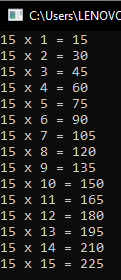 C:\Users\LENOVO
15 x 1 = 15
15 x 2 = 30
15 x 3 = 45
15 x 4 = 60
15 x 5 = 75
15 x 6 = 90
15 x 7 = 105
15 x 8 = 120
15 x 9 = 135
15 x 10 = 150
15 x 11 = 165
15 x 12 = 180
15 x 13 = 195
15 x 14 = 210
15 x 15 = 225